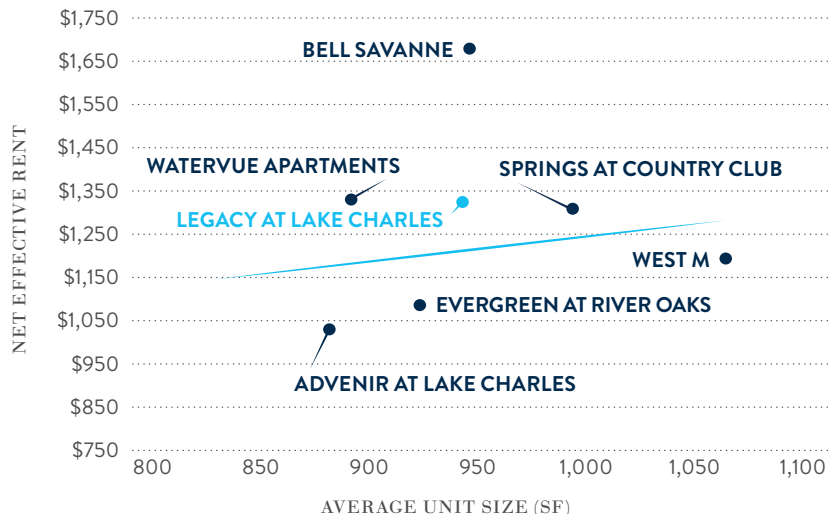 $1,750
BELL SAVANNE
$1,650
$1,550
$1,450
WATERVUE APARTMENTS
SPRINGS AT COUNTRY CLUB
$1,350
LEGACY AT LAKE CHARLES
$1,250
WEST M
$1,150
EVERGREEN AT RIVER OAKS
$1,050
$950
ADVENIR AT LAKE CHARLES
$850
$750
NET EFFECTIVE RENT
800 850 900 950 1,000 1,050 1,100
AVERAGE UNIT SIZE (SF)